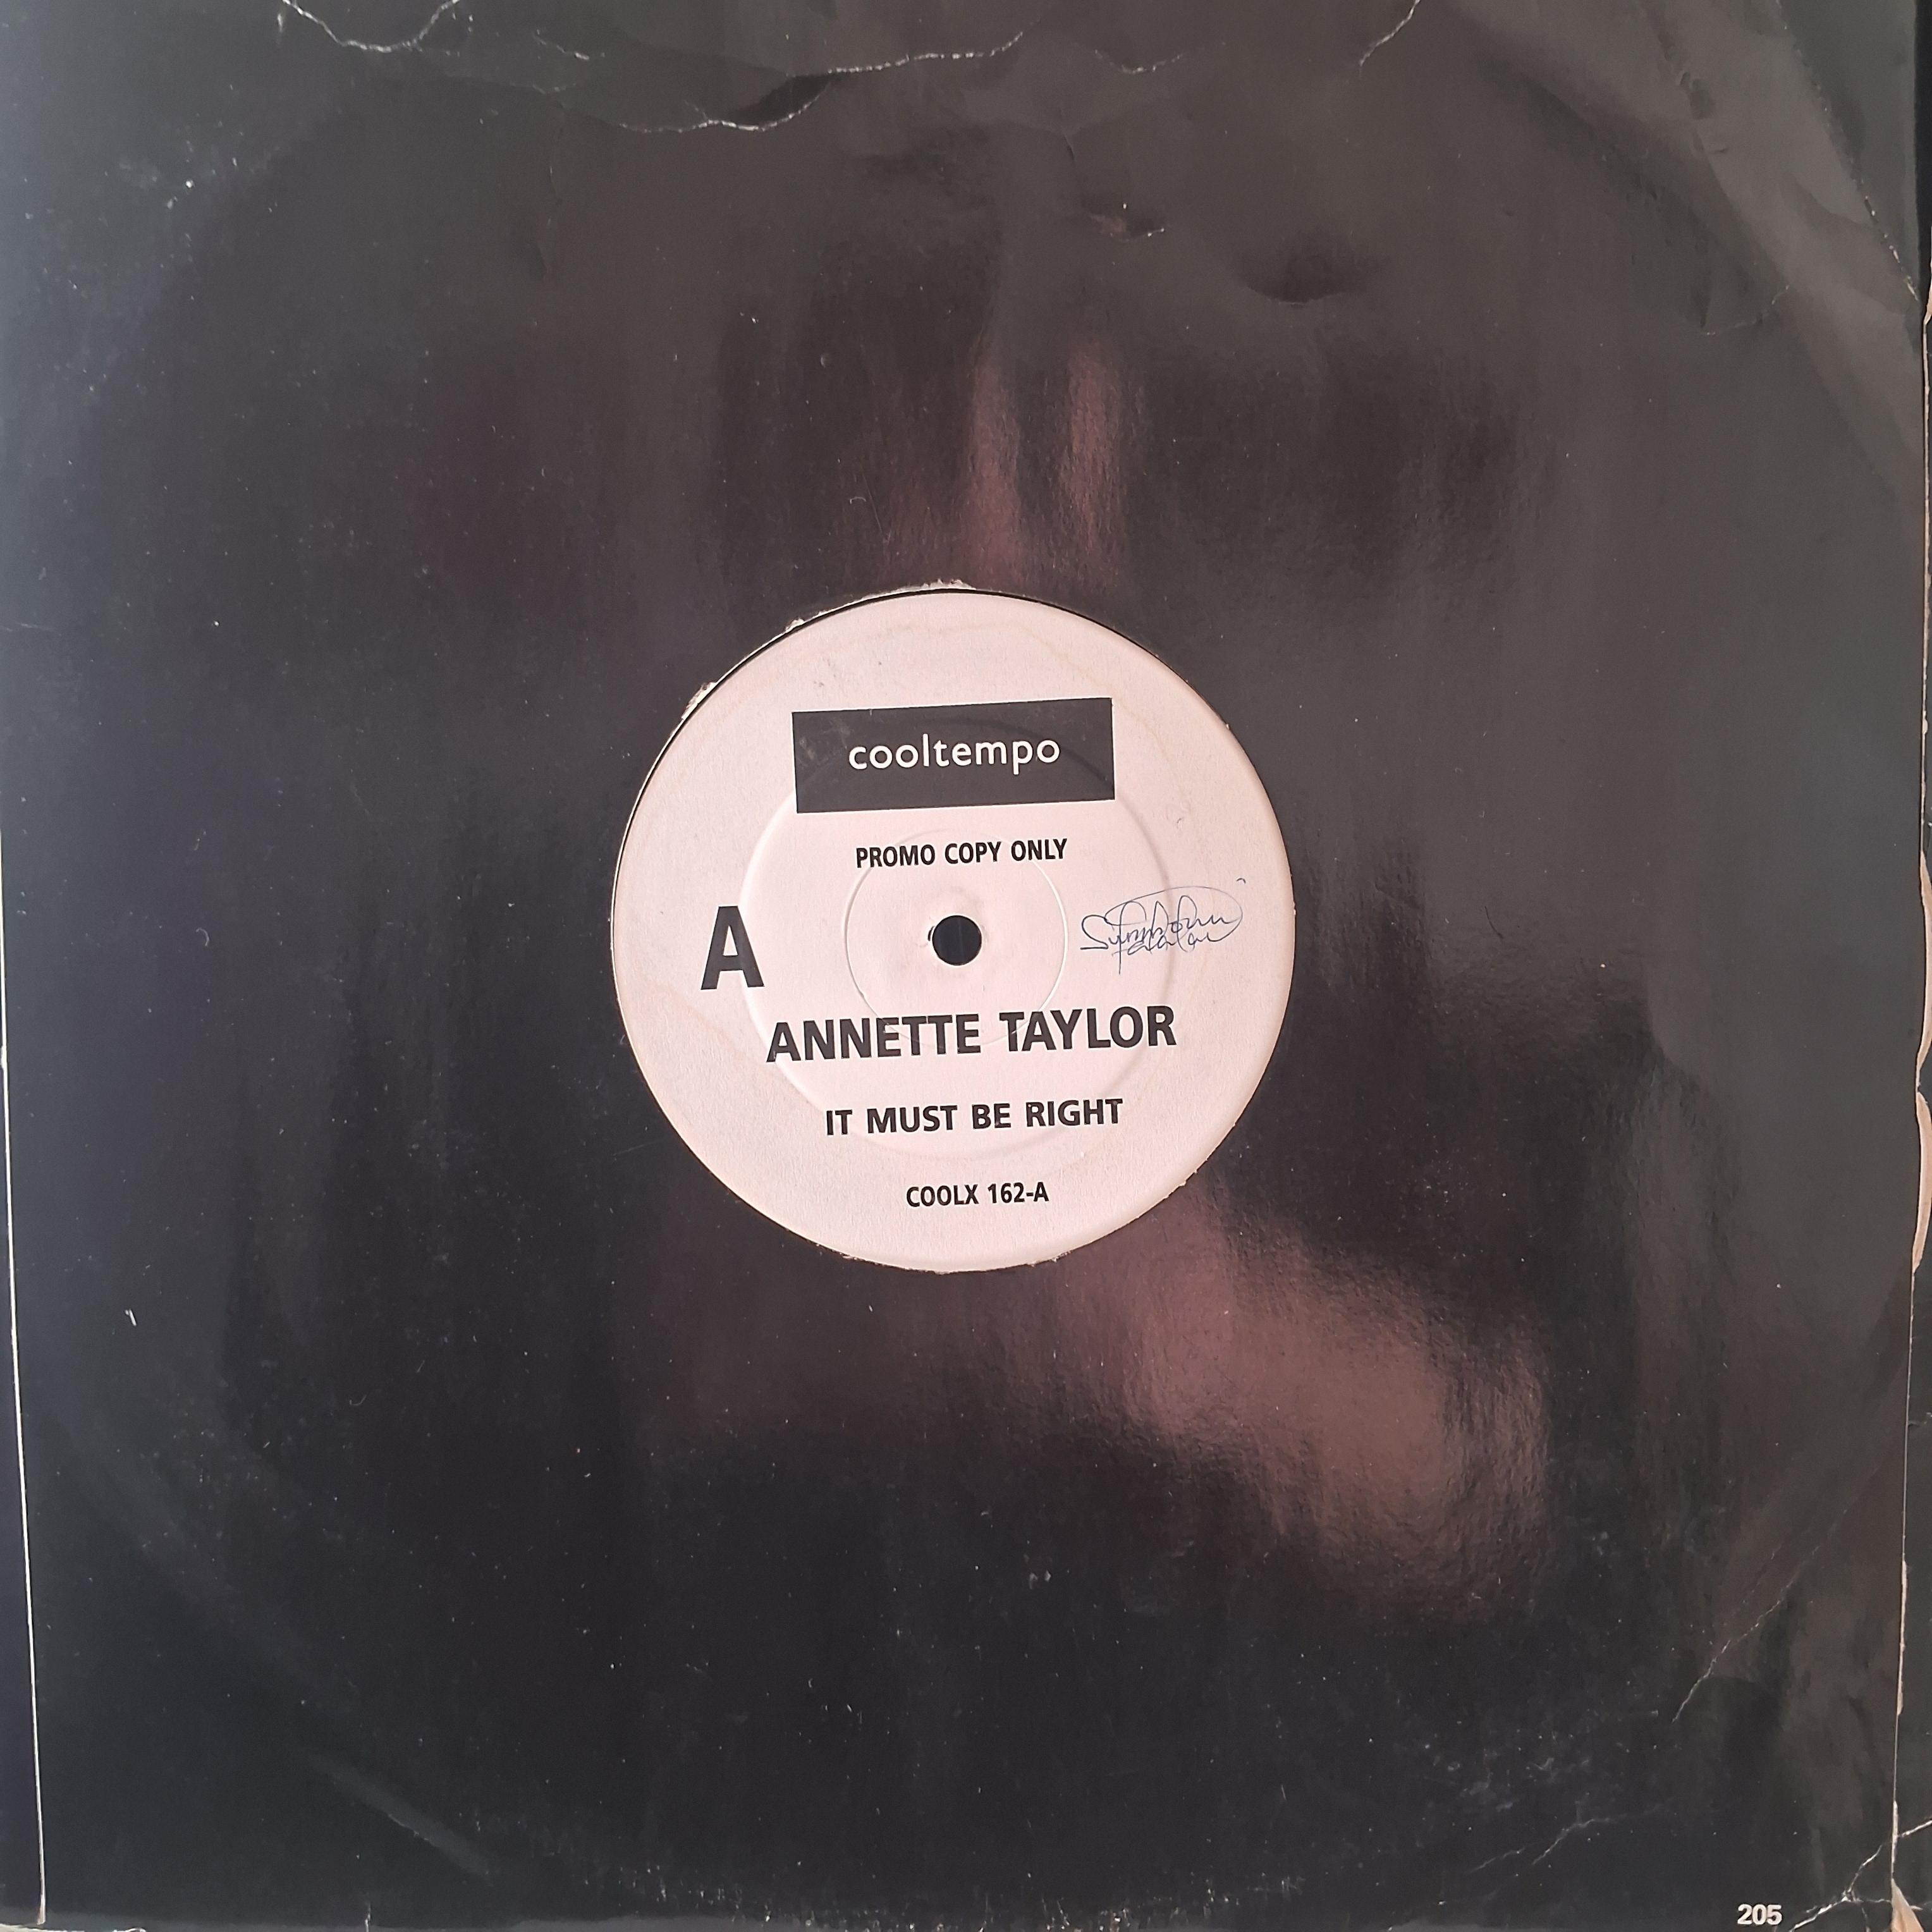 cooltempo
PROMO COPY ONLY
A
ANNETTE TAYLOR
IT MUST BE RIGHT
COOLX 162-A
205